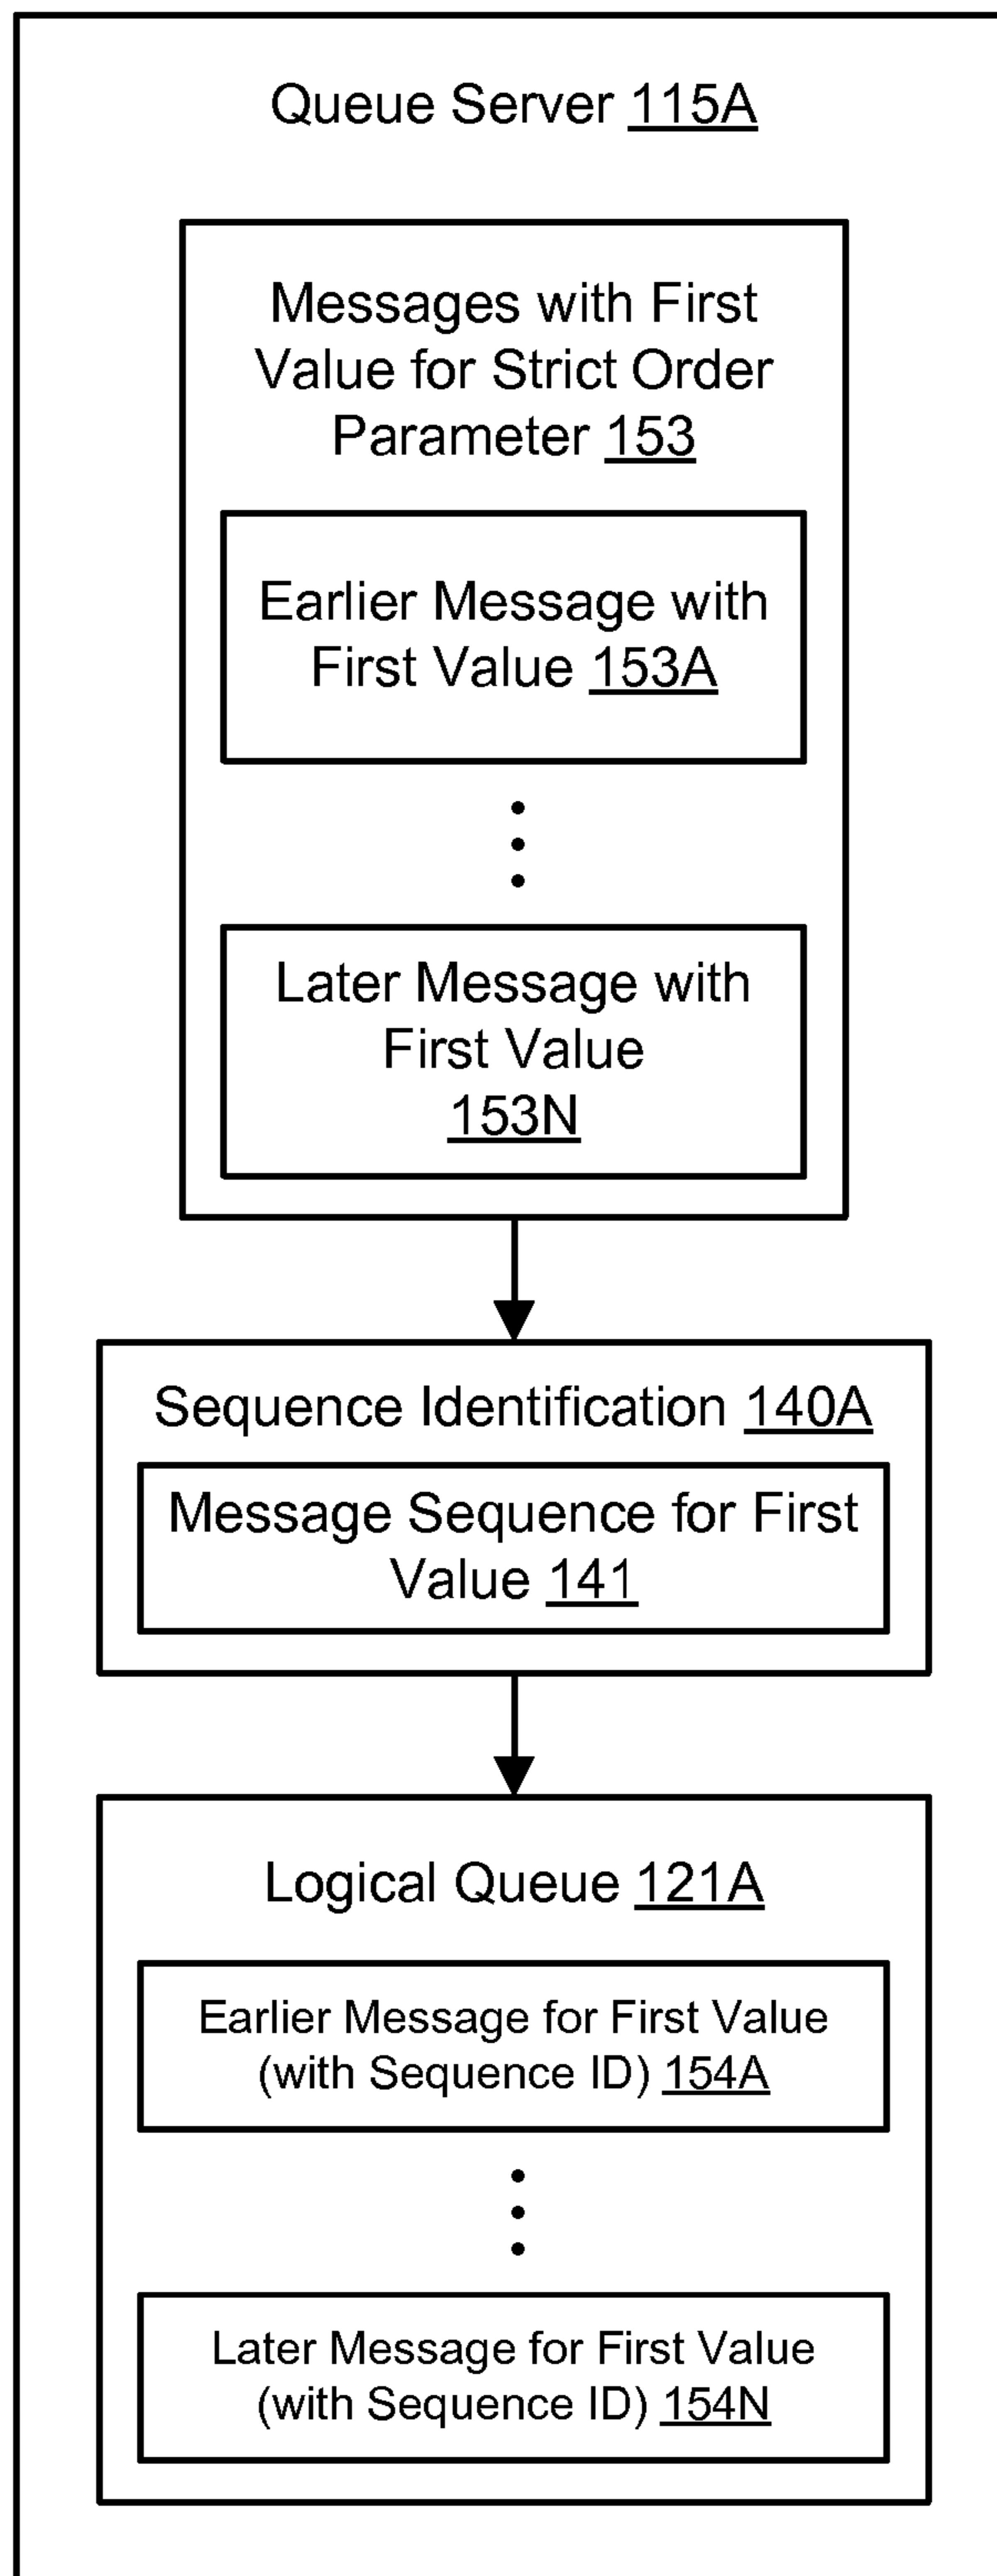 Queue Server 115A
Messages with First
Value for Strict Order
Parameter 153
Earlier Message with
First Value 153A
Later Message with
First Value
153N
Sequence Identification 140A
Message Sequence for First
Value 141
Logical Queue 121A
Earlier Message for First Value
(with Sequence ID) 154A
Later Message for First Value
(with Sequence ID) 154N